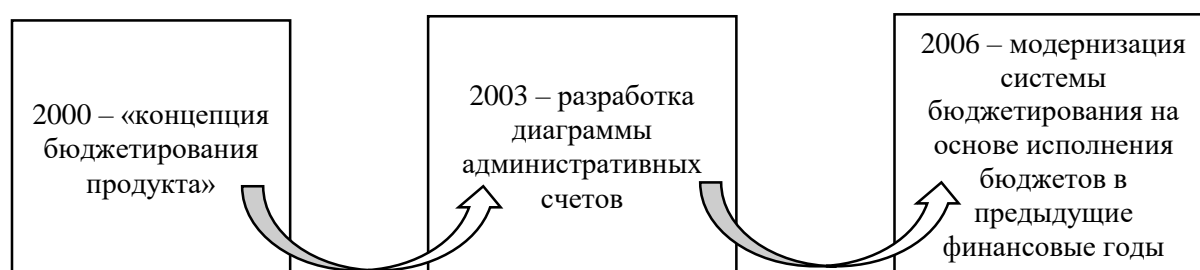 2000 – «концепция
бюджетирования
продукта»
2003 – разработка
диаграммы
административных
счетов
2006 – модернизация
системы
бюджетирования на
основе исполнения
бюджетов в
предыдущие
финансовые годы